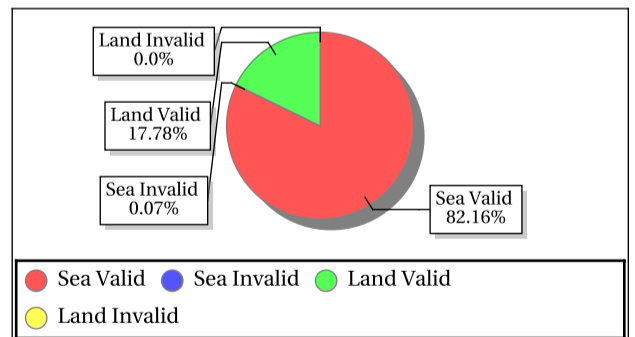 Land Invalid
0.0%
Land Valid
17.78%
Sea Invalid
0.07%
Sea Valid
82.16%
Sea Valid
Sea Invalid
Land Valid
Land Invalid